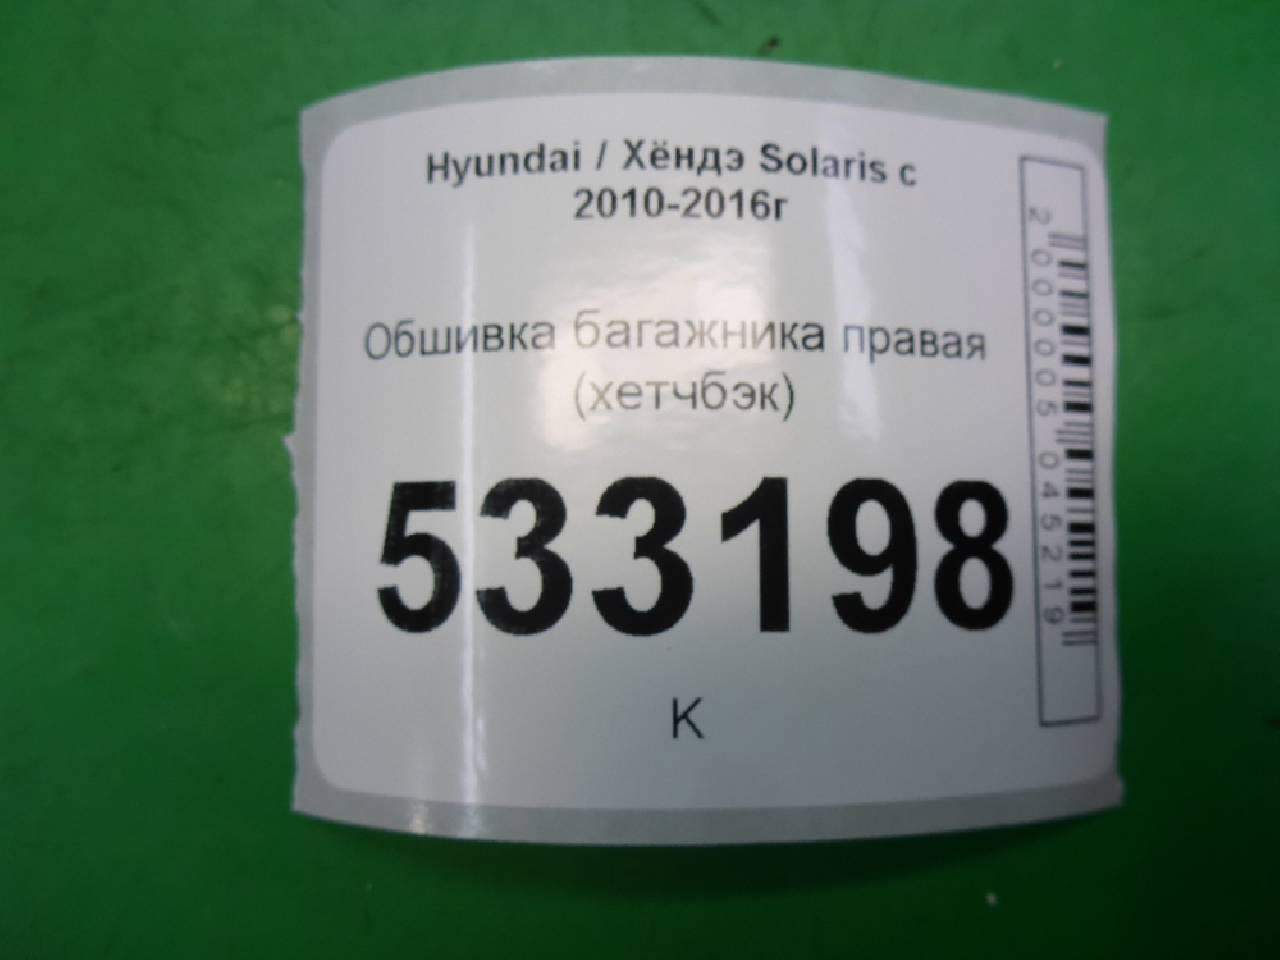 Hyundai / Хёндэ Solaris с
2010-2016г
Обшивка багажника правая
(хетчбэк)
533198
К
2000005045219